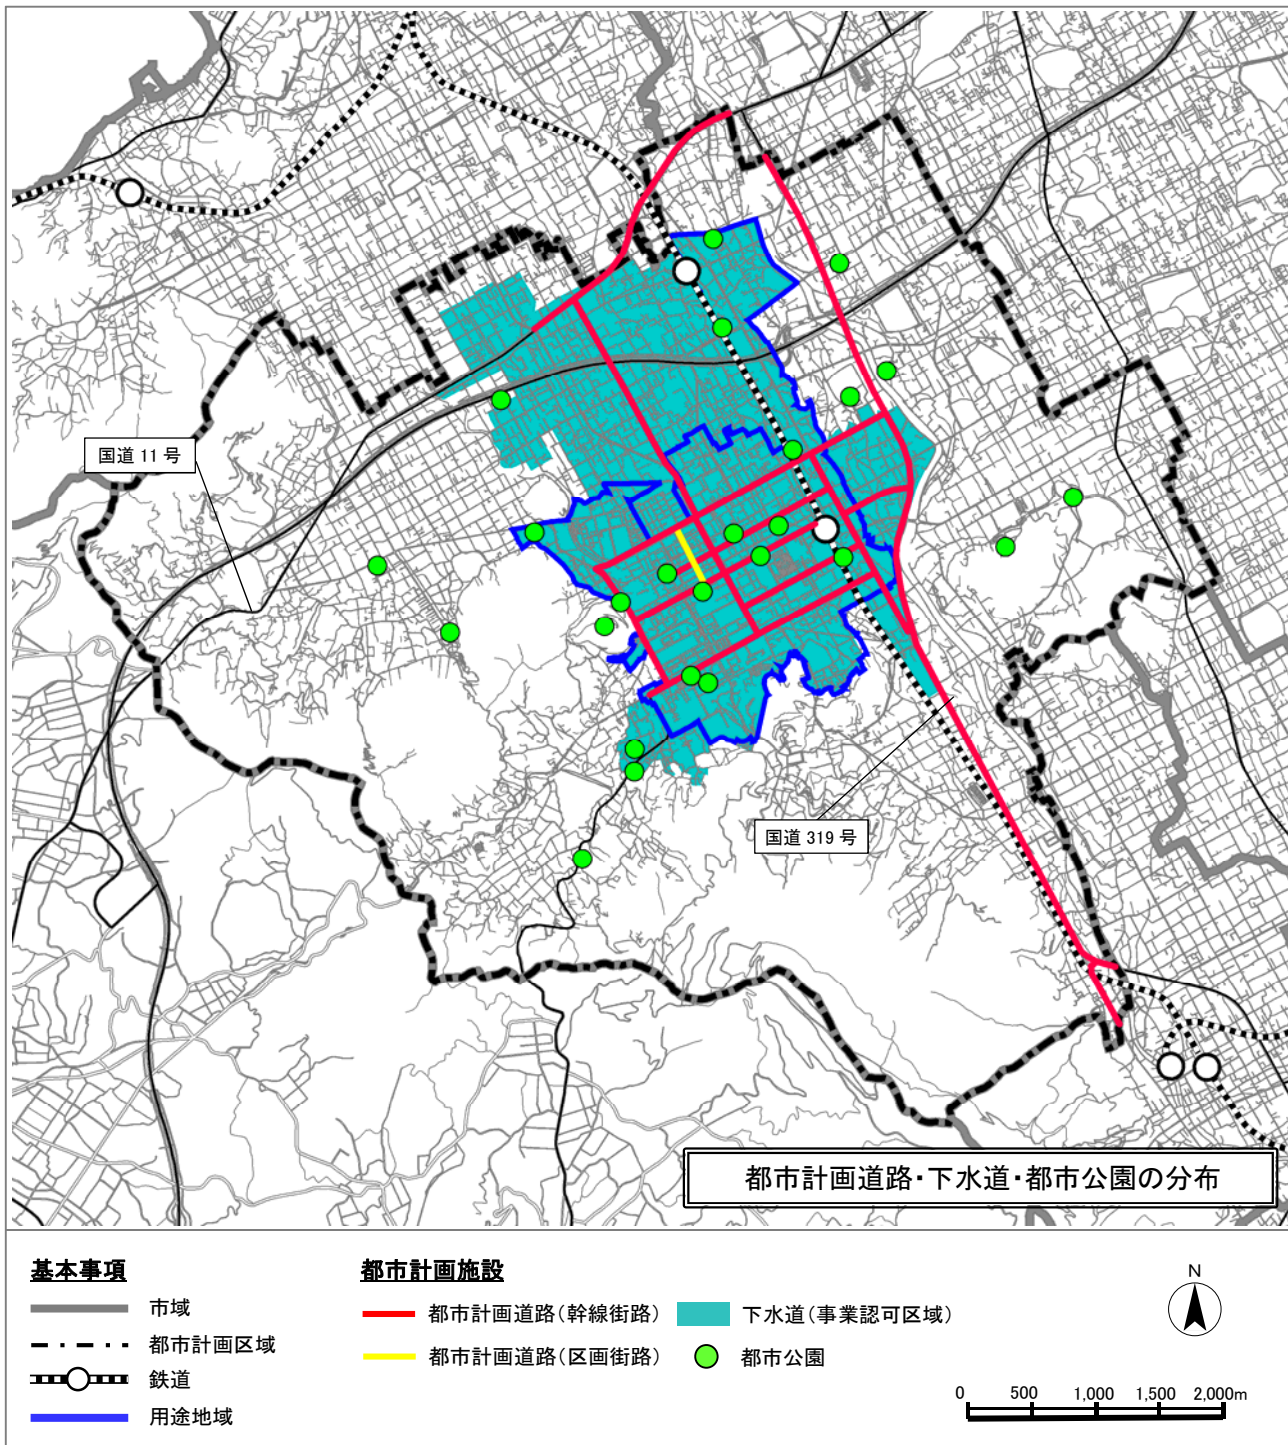 国道 11 号
国道 319 号
都市計画道路・下水道・都市公園の分布
基本事項
市域
都市計画区域
鉄道
用途地域
都市計画施設
都市計画道路(幹線街路)
都市計画道路(区画街路)
下水道(事業認可区域)
都市公園
N
0 500 1,000 1,500 2,000m